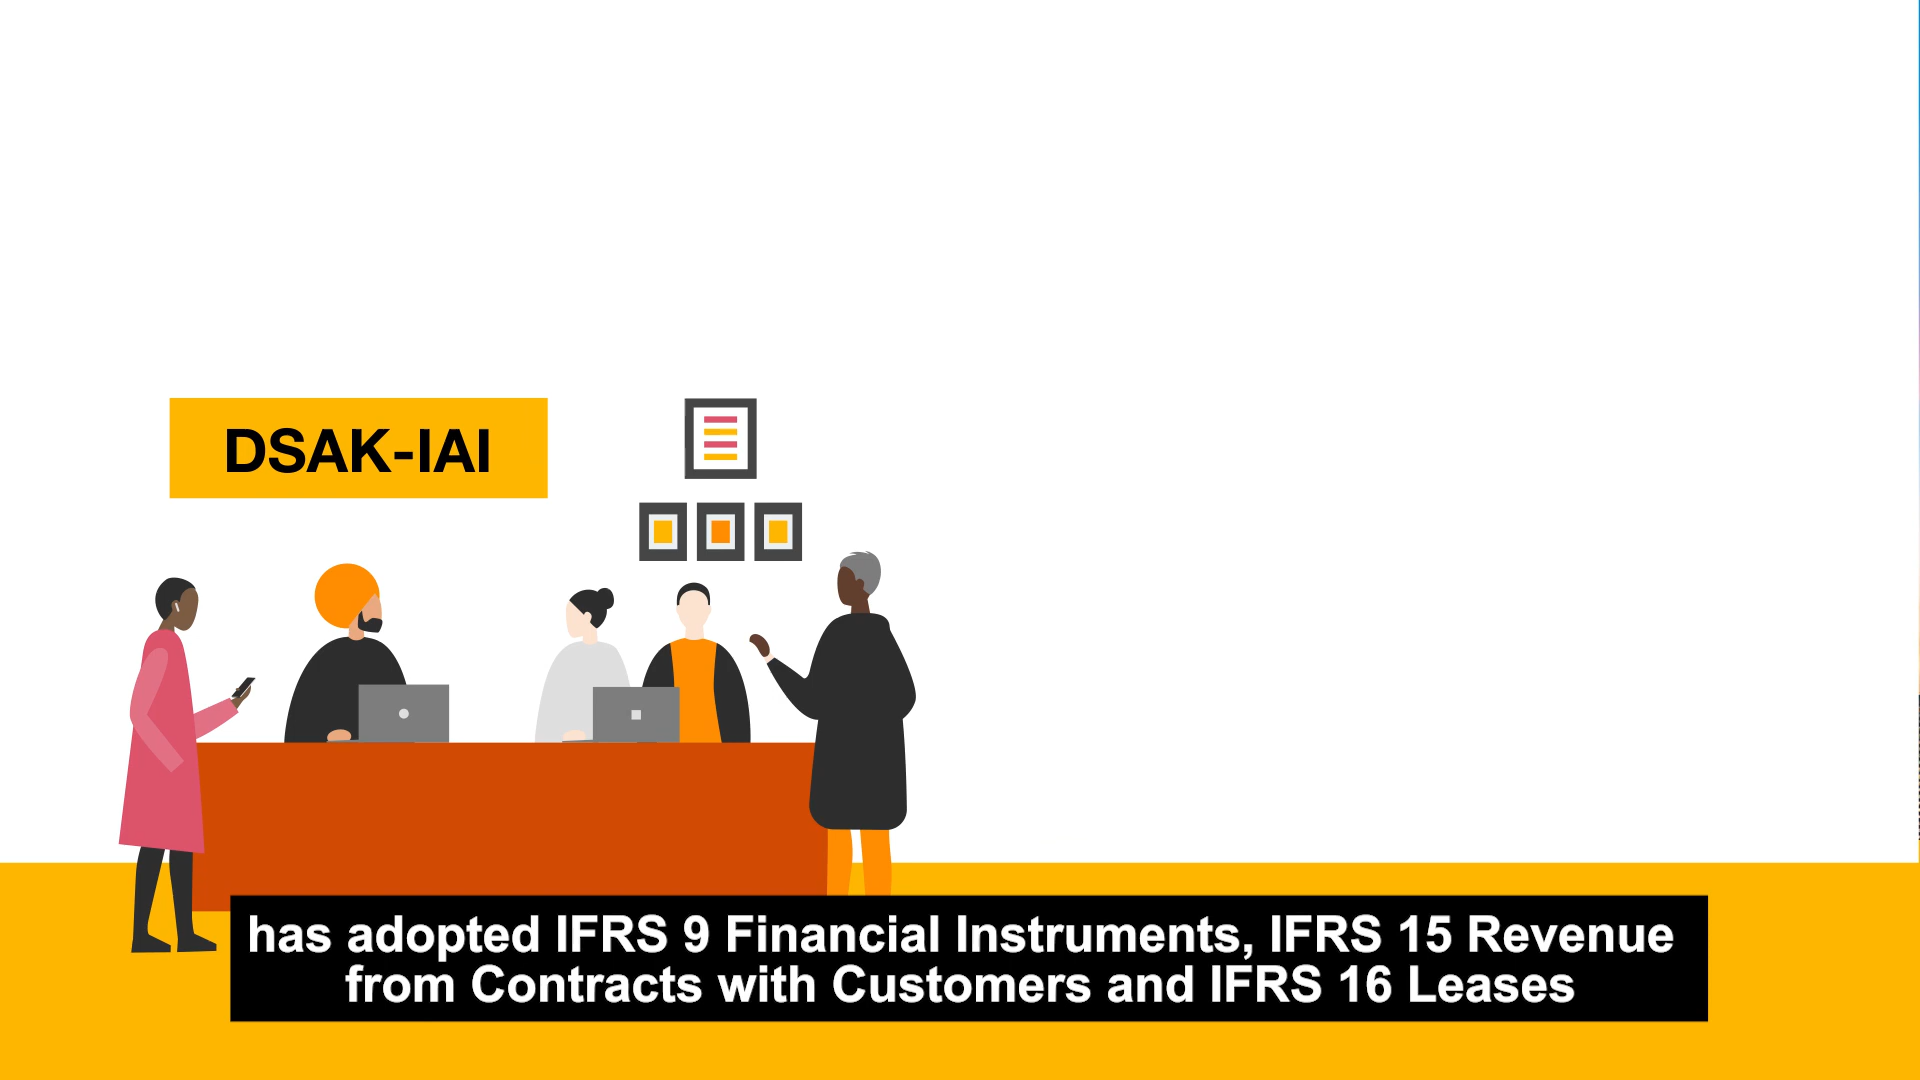 DSAK-IAI
has adopted IFRS 9 Financial Instruments, IFRS 15 Revenue
from Contracts with Customers and IFRS 16 Leases